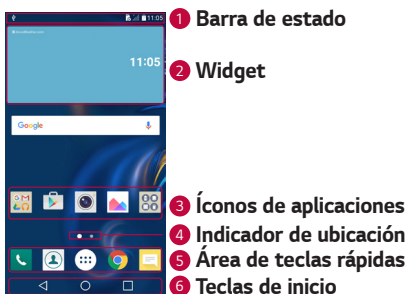 11:05
1 Barra de estado
11:05
2 Widget
Google
3 Íconos de aplicaciones
4 Indicador de ubicación
5 Área de teclas rápidas
6 Teclas de inicio